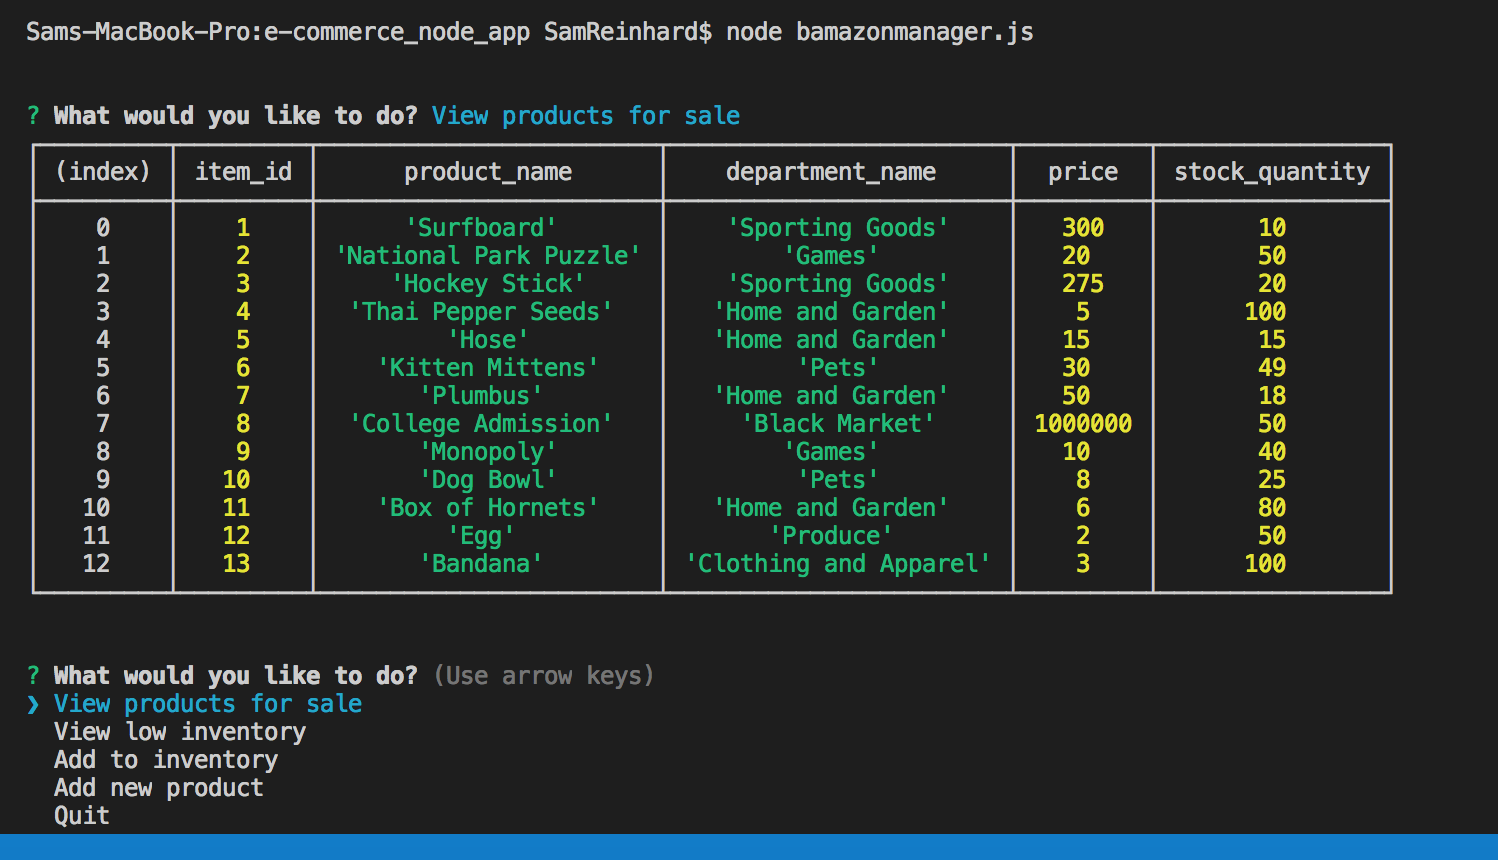 Sams-MacBook-Pro:e-commerce_node_app SamReinhard$ node bamazonmanager.js
? What would you like to do? View products for sale
(index) item_id product_name department_name price stock_quantity
0 1 'Surfboard' 'Sporting Goods' 300 10
1 2 'National Park Puzzle' 'Games' 20 50
2 3 'Hockey Stick' 'Sporting Goods' 275 20
3 4 'Thai Pepper Seeds' 'Home and Garden' 5 100
4 5 'Hose' 'Home and Garden' 15 15
5 6 'Kitten Mittens' 'Pets' 30 49
6 7 'Plumbus' 'Home and Garden' 50 18
7 8 'College Admission' 'Black Market' 1000000 50
8 9 'Monopoly' 'Games' 10 40
9 10 'Dog Bowl' 'Pets' 8 25
10 11 'Box of Hornets' 'Home and Garden' 6 80
11 12 'Egg' 'Produce' 2 50
12 13 'Bandana' 'Clothing and Apparel' 3 100
? What would you like to do? (Use arrow keys)
❯ View products for sale
View low inventory
Add to inventory
Add new product
Quit